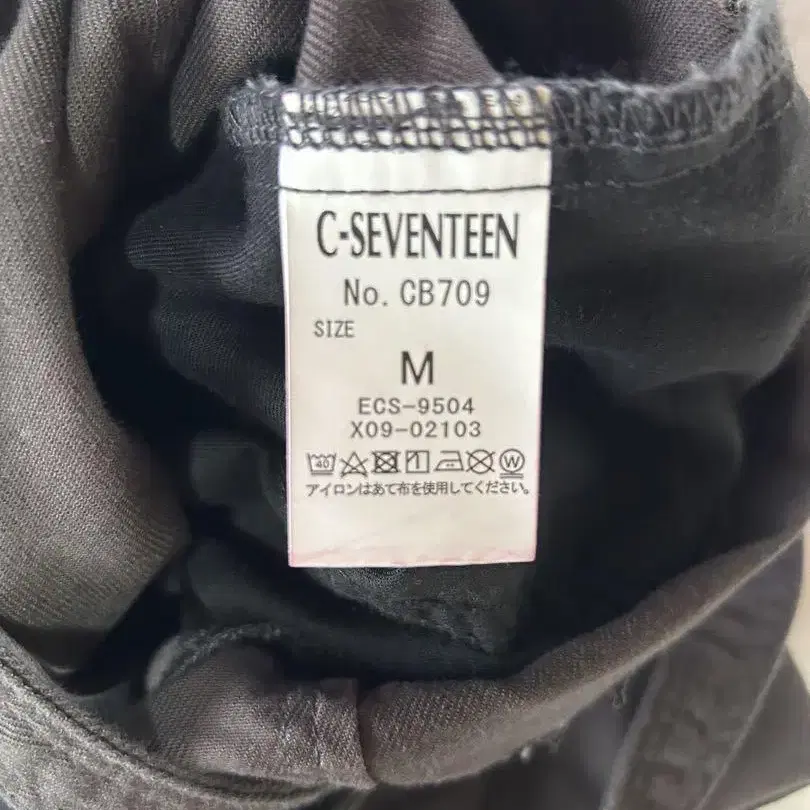 C-SEVENTEEN
No. CB709
SIZE
M
ECS-9504
X09-02103
40 W
アイロンはあて布を使用してください。